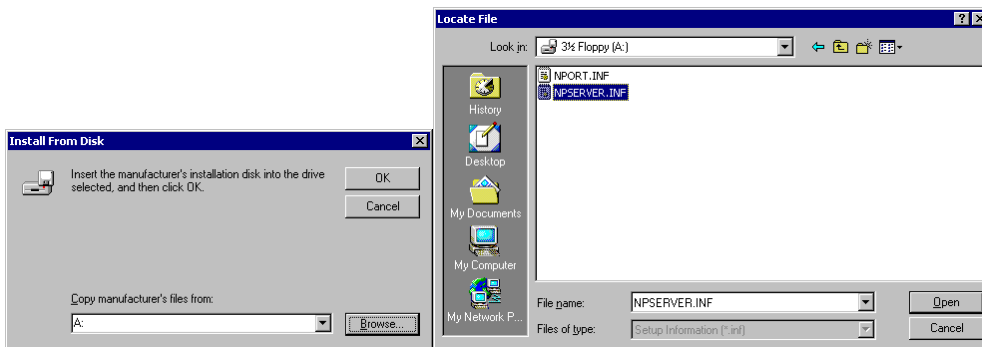 Install From Disk
Insert the manufacturer's installation disk into the drive
selected, and then click OK.
OK
Cancel
Copy manufacturer's files from:
A:
Browse...
Locate File
Look in:
3½ Floppy (A:)
NPORT.INF
NPSERVER.INF
History
Desktop
My Documents
My Computer
My Network P...
File name:
NPSERVER.INF
Open
Files of type:
Setup Information (*.inf)
Cancel